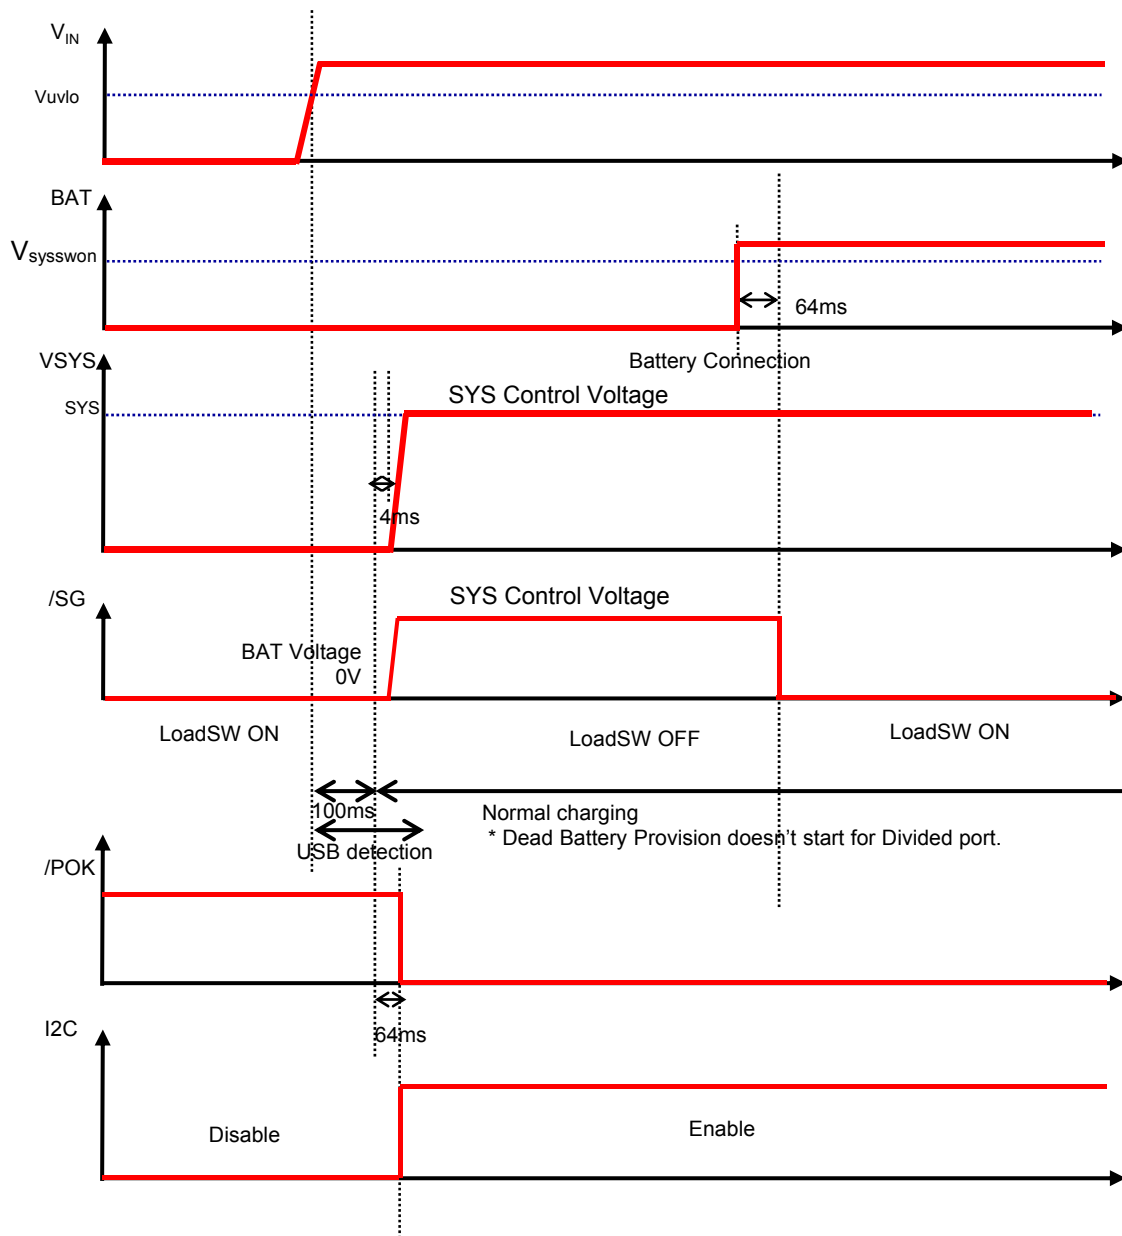 VIN
Vuvlo
BAT
Vsysswon
64ms
Battery Connection
VSYS
SYS Control Voltage
SYS
4ms
/SG
SYS Control Voltage
BAT Voltage
0V
LoadSW ON
LoadSW OFF
LoadSW ON
100ms
Normal charging
* Dead Battery Provision doesn't start for Divided port.
USB detection
/POK
64ms
I2C
Disable
Enable